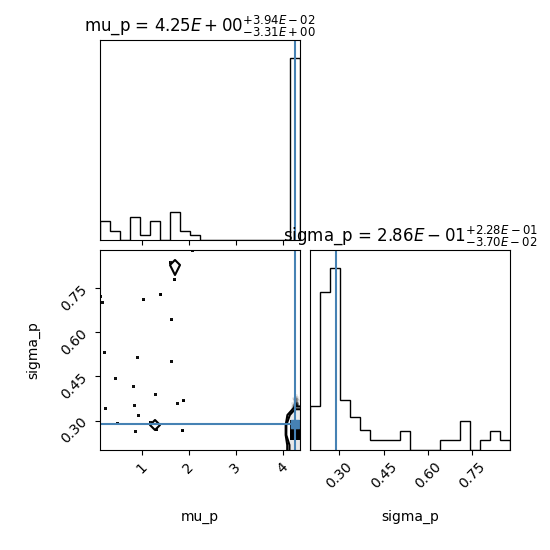 mu_p = 4.25E + 00 +3.94E − 02 −3.31E + 00
sigma_p = 2.86E − 01 +2.28E − 01 −3.70E − 02
sigma_p
0.75
0.60
0.45
0.30
1 2 3 4
0.30 0.45 0.60 0.75
mu_p
sigma_p